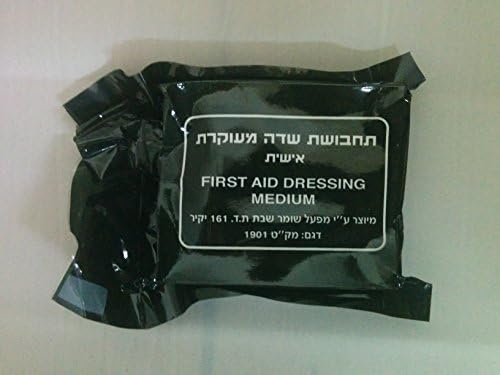 תחבושת שדה מעוקרת
אישית
FIRST AID DRESSING
MEDIUM
מיוצר ע''י מפעל שומר שבת ת.ד. 161 יקיר
דגם: מק''ט 1901